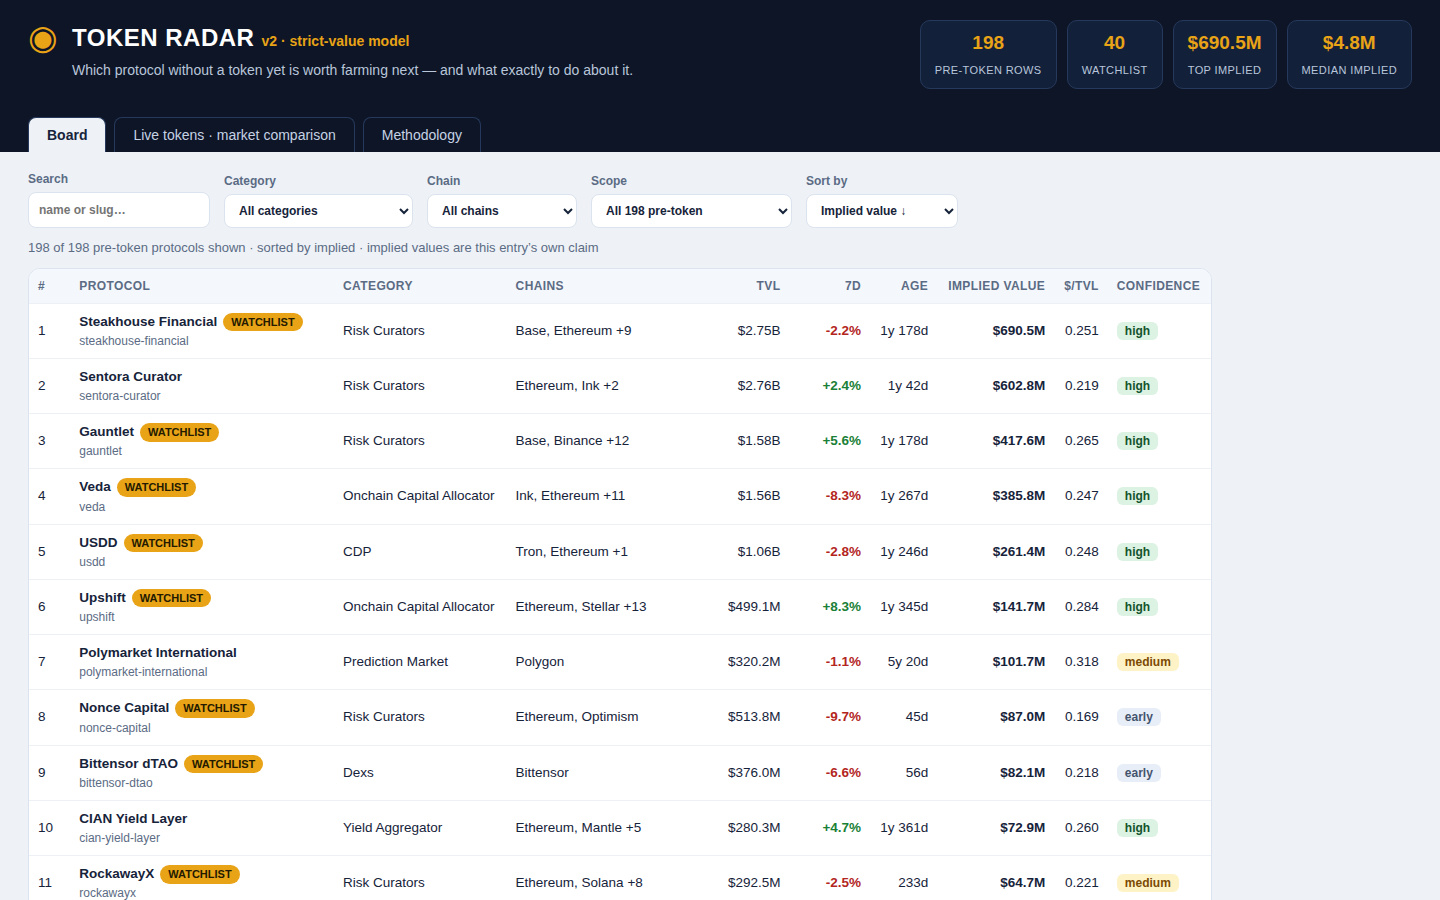 TOKEN RADAR v2 · strict-value model
Which protocol without a token yet is worth farming next — and what exactly to do about it.
198
PRE-TOKEN ROWS
40
WATCHLIST
$690.5M
TOP IMPLIED
$4.8M
MEDIAN IMPLIED
Board
Live tokens · market comparison
Methodology
Search
name or slug…
Category
All categories
Chain
All chains
Scope
All 198 pre-token
Sort by
Implied value ↓
198 of 198 pre-token protocols shown · sorted by implied · implied values are this entry's own claim
# PROTOCOL CATEGORY CHAINS TVL 7D AGE IMPLIED VALUE $/TVL CONFIDENCE
1 Steakhouse Financial WATCHLIST Risk Curators Base, Ethereum +9 $2.75B -2.2% 1y 178d $690.5M 0.251 high
steakhouse-financial
2 Sentora Curator Risk Curators Ethereum, Ink +2 $2.76B +2.4% 1y 42d $602.8M 0.219 high
sentora-curator
3 Gauntlet WATCHLIST Risk Curators Base, Binance +12 $1.58B +5.6% 1y 178d $417.6M 0.265 high
gauntlet
4 Veda WATCHLIST Onchain Capital Allocator Ink, Ethereum +11 $1.56B -8.3% 1y 267d $385.8M 0.247 high
veda
5 USDD WATCHLIST CDP Tron, Ethereum +1 $1.06B -2.8% 1y 246d $261.4M 0.248 high
usdd
6 Upshift WATCHLIST Onchain Capital Allocator Ethereum, Stellar +13 $499.1M +8.3% 1y 345d $141.7M 0.284 high
upshift
7 Polymarket International Prediction Market Polygon $320.2M -1.1% 5y 20d $101.7M 0.318 medium
polymarket-international
8 Nonce Capital WATCHLIST Risk Curators Ethereum, Optimism $513.8M -9.7% 45d $87.0M 0.169 early
nonce-capital
9 Bittensor dTAO WATCHLIST Dexs Bittensor $376.0M -6.6% 56d $82.1M 0.218 early
bittensor-dtao
10 CIAN Yield Layer Yield Aggregator Ethereum, Mantle +5 $280.3M +4.7% 1y 361d $72.9M 0.260 high
cian-yield-layer
11 RockawayX WATCHLIST Risk Curators Ethereum, Solana +8 $292.5M -2.5% 233d $64.7M 0.221 medium
rockawayx